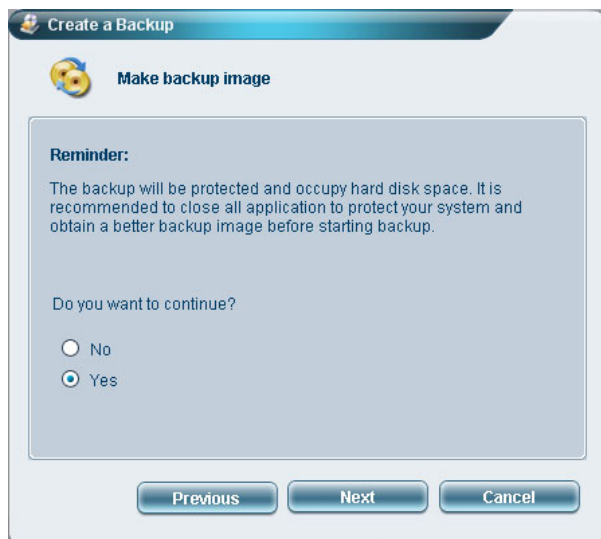 Create a Backup
Make backup image
Reminder:
The backup will be protected and occupy hard disk space. It is
recommended to close all application to protect your system and
obtain a better backup image before starting backup.
Do you want to continue?
No
Yes
Previous
Next
Cancel